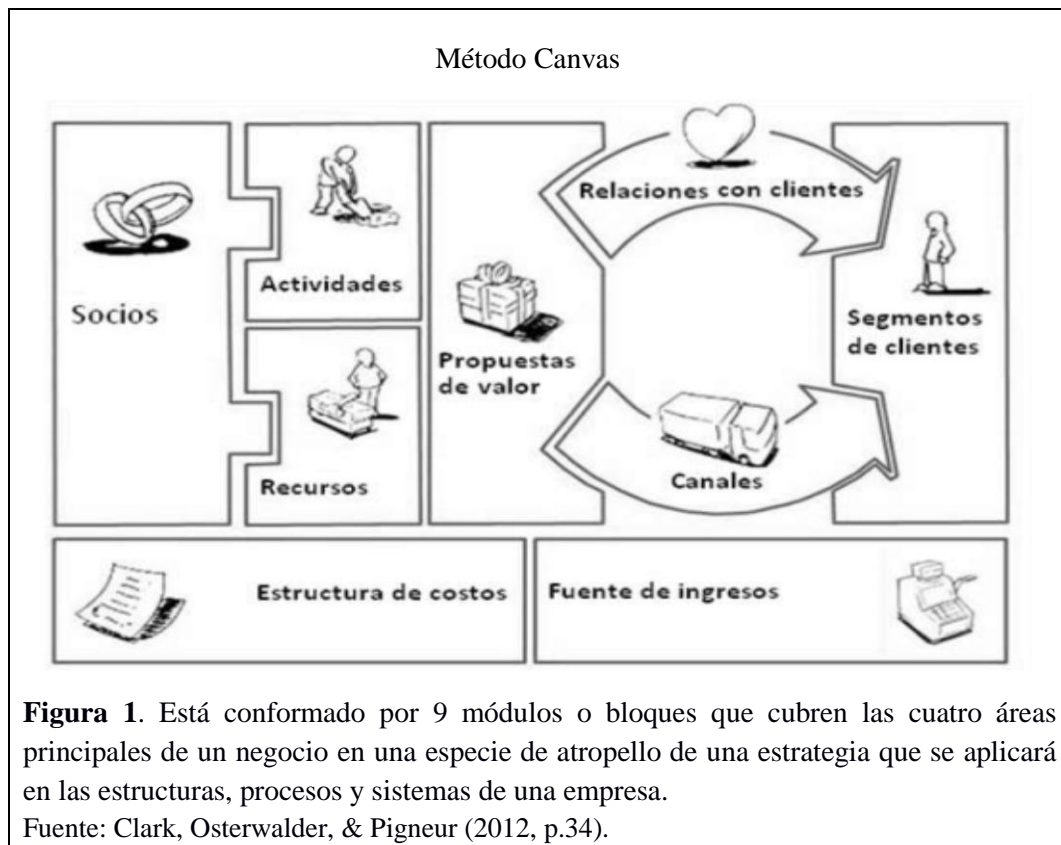 Método Canvas
Socios
Actividades
Recursos
Propuestas
de valor
Relaciones con clientes
Canales
Segmentos
de clientes
Estructura de costos
Fuente de ingresos
Figura 1. Está conformado por 9 módulos o bloques que cubren las cuatro áreas
principales de un negocio en una especie de atropello de una estrategia que se aplicará
en las estructuras, procesos y sistemas de una empresa.
Fuente: Clark, Osterwalder, & Pigneur (2012, p.34).